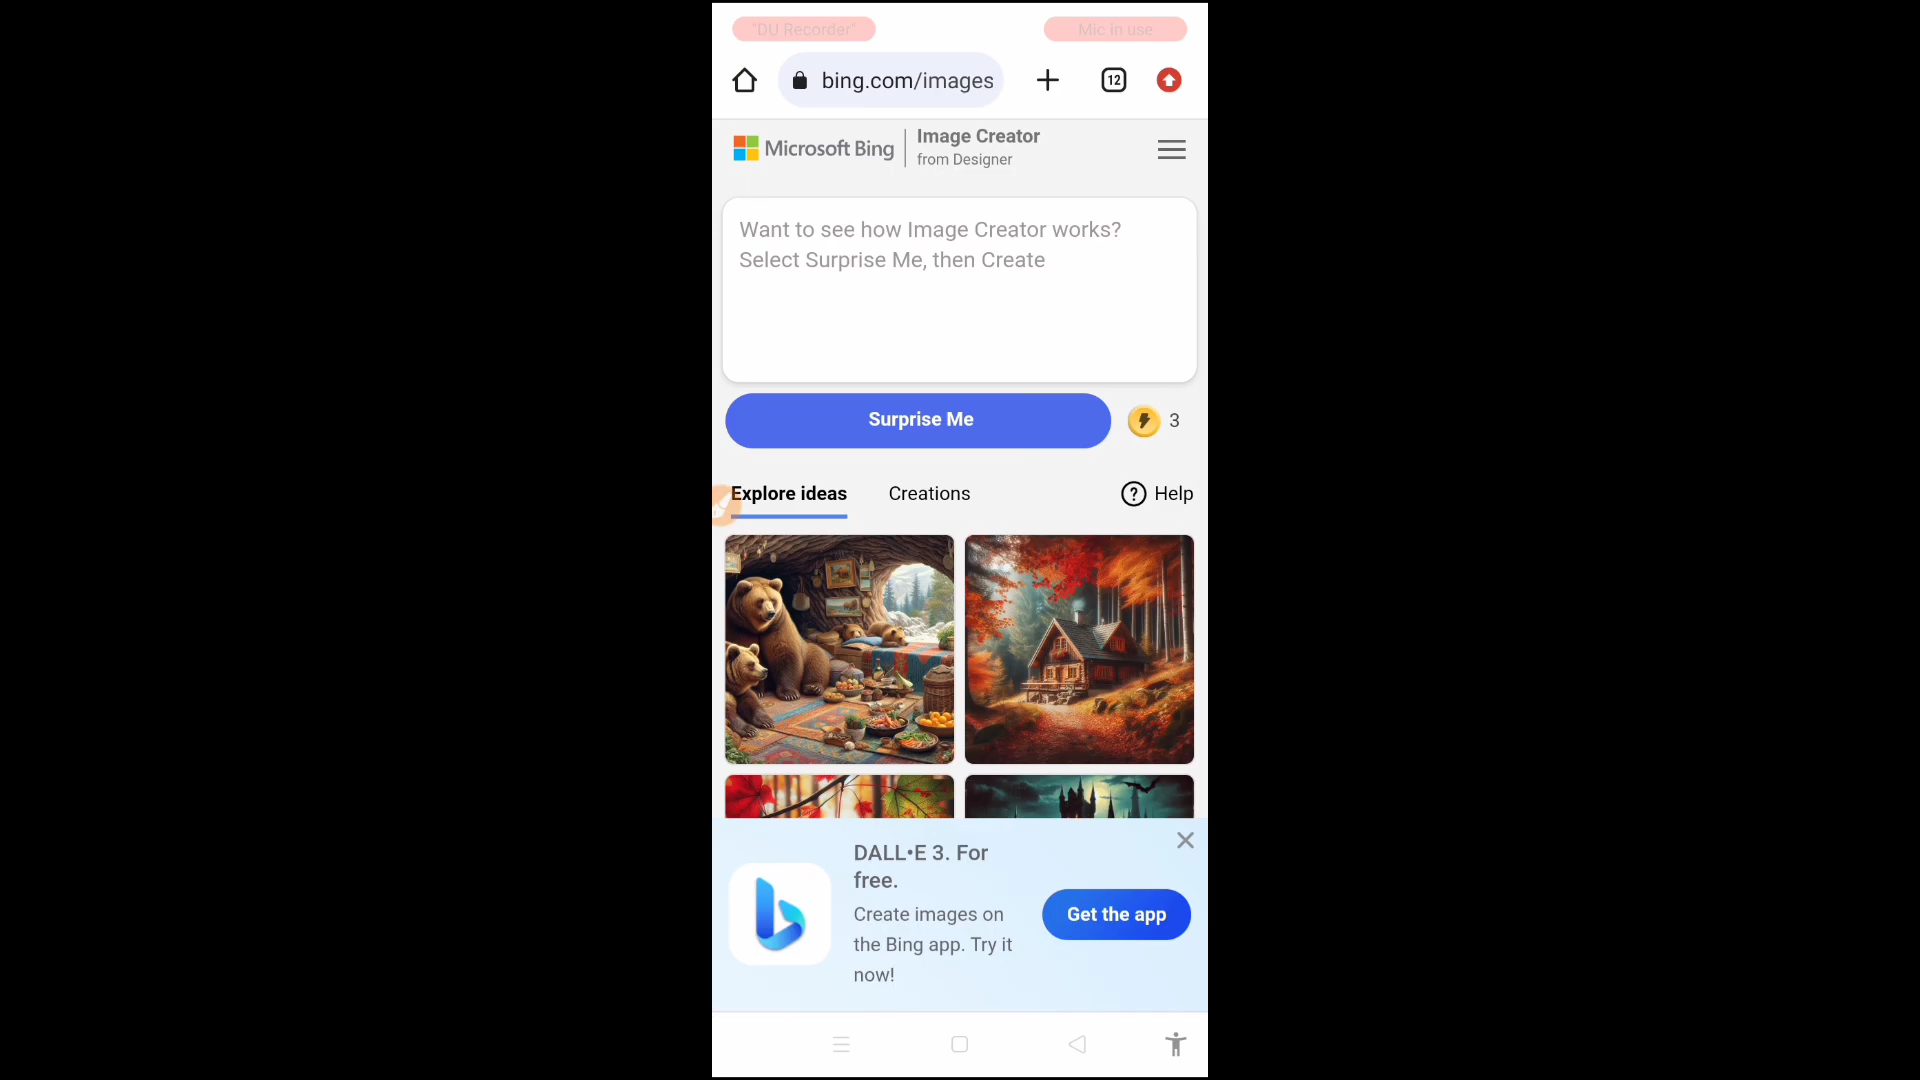 "DU Recorder"
Mic in use
bing.com/images
12
Microsoft Bing
Image Creator
from Designer
Want to see how Image Creator works?
Select Surprise Me, then Create
Surprise Me
3
Explore ideas
Creations
Help
DALL•E 3. For
free.
Create images on
the Bing app. Try it
now!
Get the app